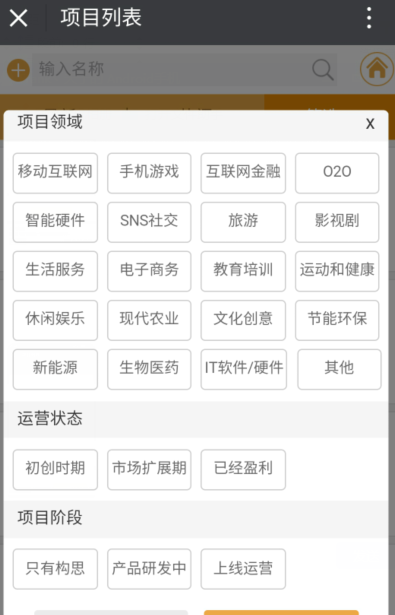 项目列表
输入名称
项目领域 x
移动互联网 手机游戏 互联网金融 O2O
智能硬件 SNS社交 旅游 影视剧
生活服务 电子商务 教育培训 运动和健康
休闲娱乐 现代农业 文化创意 节能环保
新能源 生物医药 IT软件/硬件 其他
运营状态
初创时期 市场扩展期 已经盈利
项目阶段
只有构思 产品研发中 上线运营